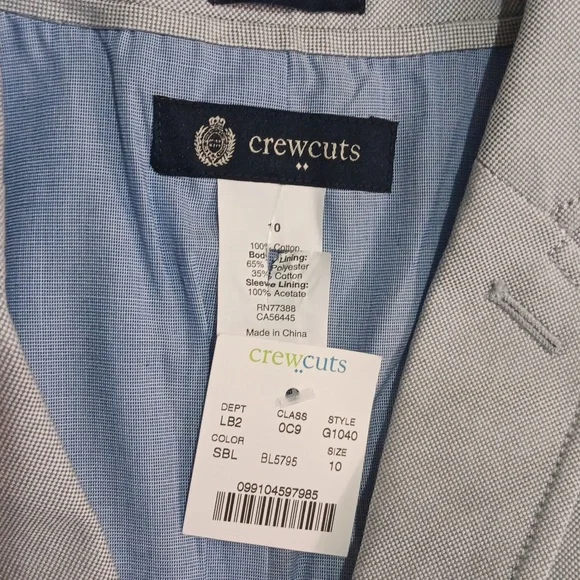 crewcuts
10
100% Cotton
Body Lining:
65% Polyester
35% Cotton
Sleeve Lining:
100% Acetate
RN77388
CA56445
Made in China
crewcuts
DEPT CLASS STYLE
LB2 0C9 G1040
COLOR SIZE
SBL BL5795 10
099104597985